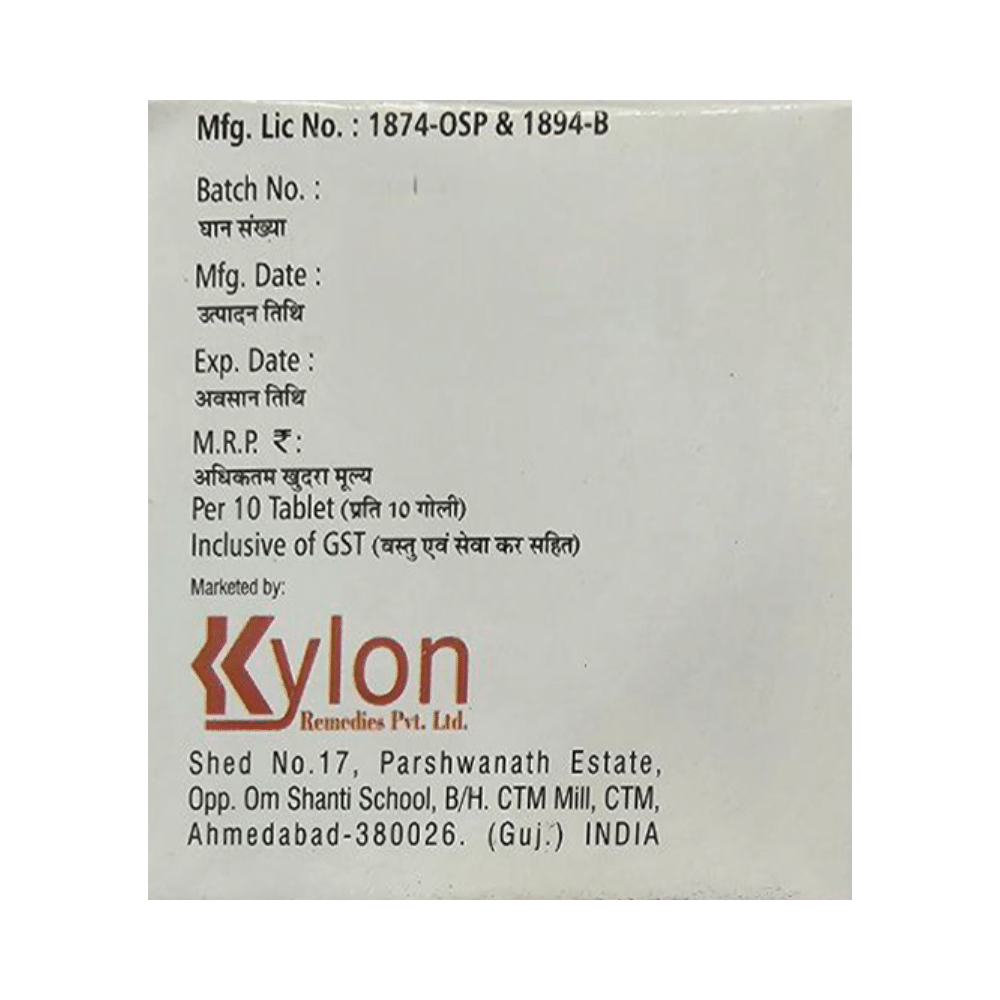 Mfg. Lic No. : 1874-OSP & 1894-B
Batch No. :
घान संख्या
Mfg. Date :
उत्पादन तिथि
Exp. Date :
अवसान तिथि
M.R.P. ₹:
अधिकतम खुदरा मूल्य
Per 10 Tablet (प्रति 10 गोली)
Inclusive of GST (वस्तु एवं सेवा कर सहित)
Marketed by:
Kylon
Remedies Pvt. Ltd.
Shed No.17, Parshwanath Estate,
Opp. Om Shanti School, B/H. CTM Mill, CTM,
Ahmedabad-380026. (Guj.) INDIA